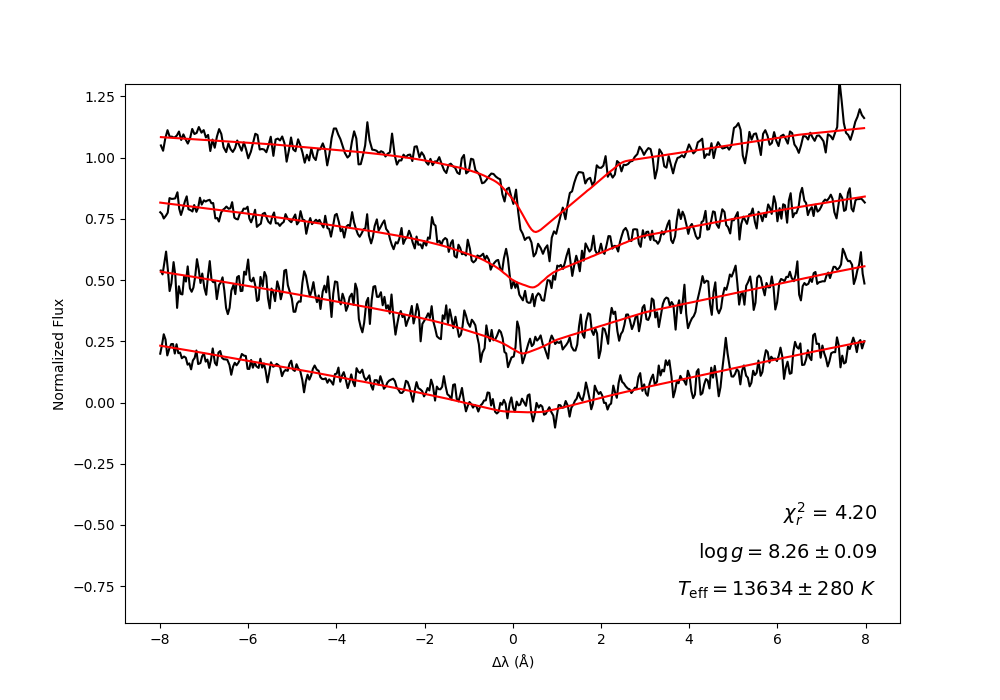 1.25
1.00
0.75
0.50
0.25
0.00
−0.25
−0.50
−0.75
Normalized Flux
χ²ᵣ = 4.20
log g = 8.26 ± 0.09
T_eff = 13634 ± 280 K
−8 −6 −4 −2 0 2 4 6 8
Δλ (Å)